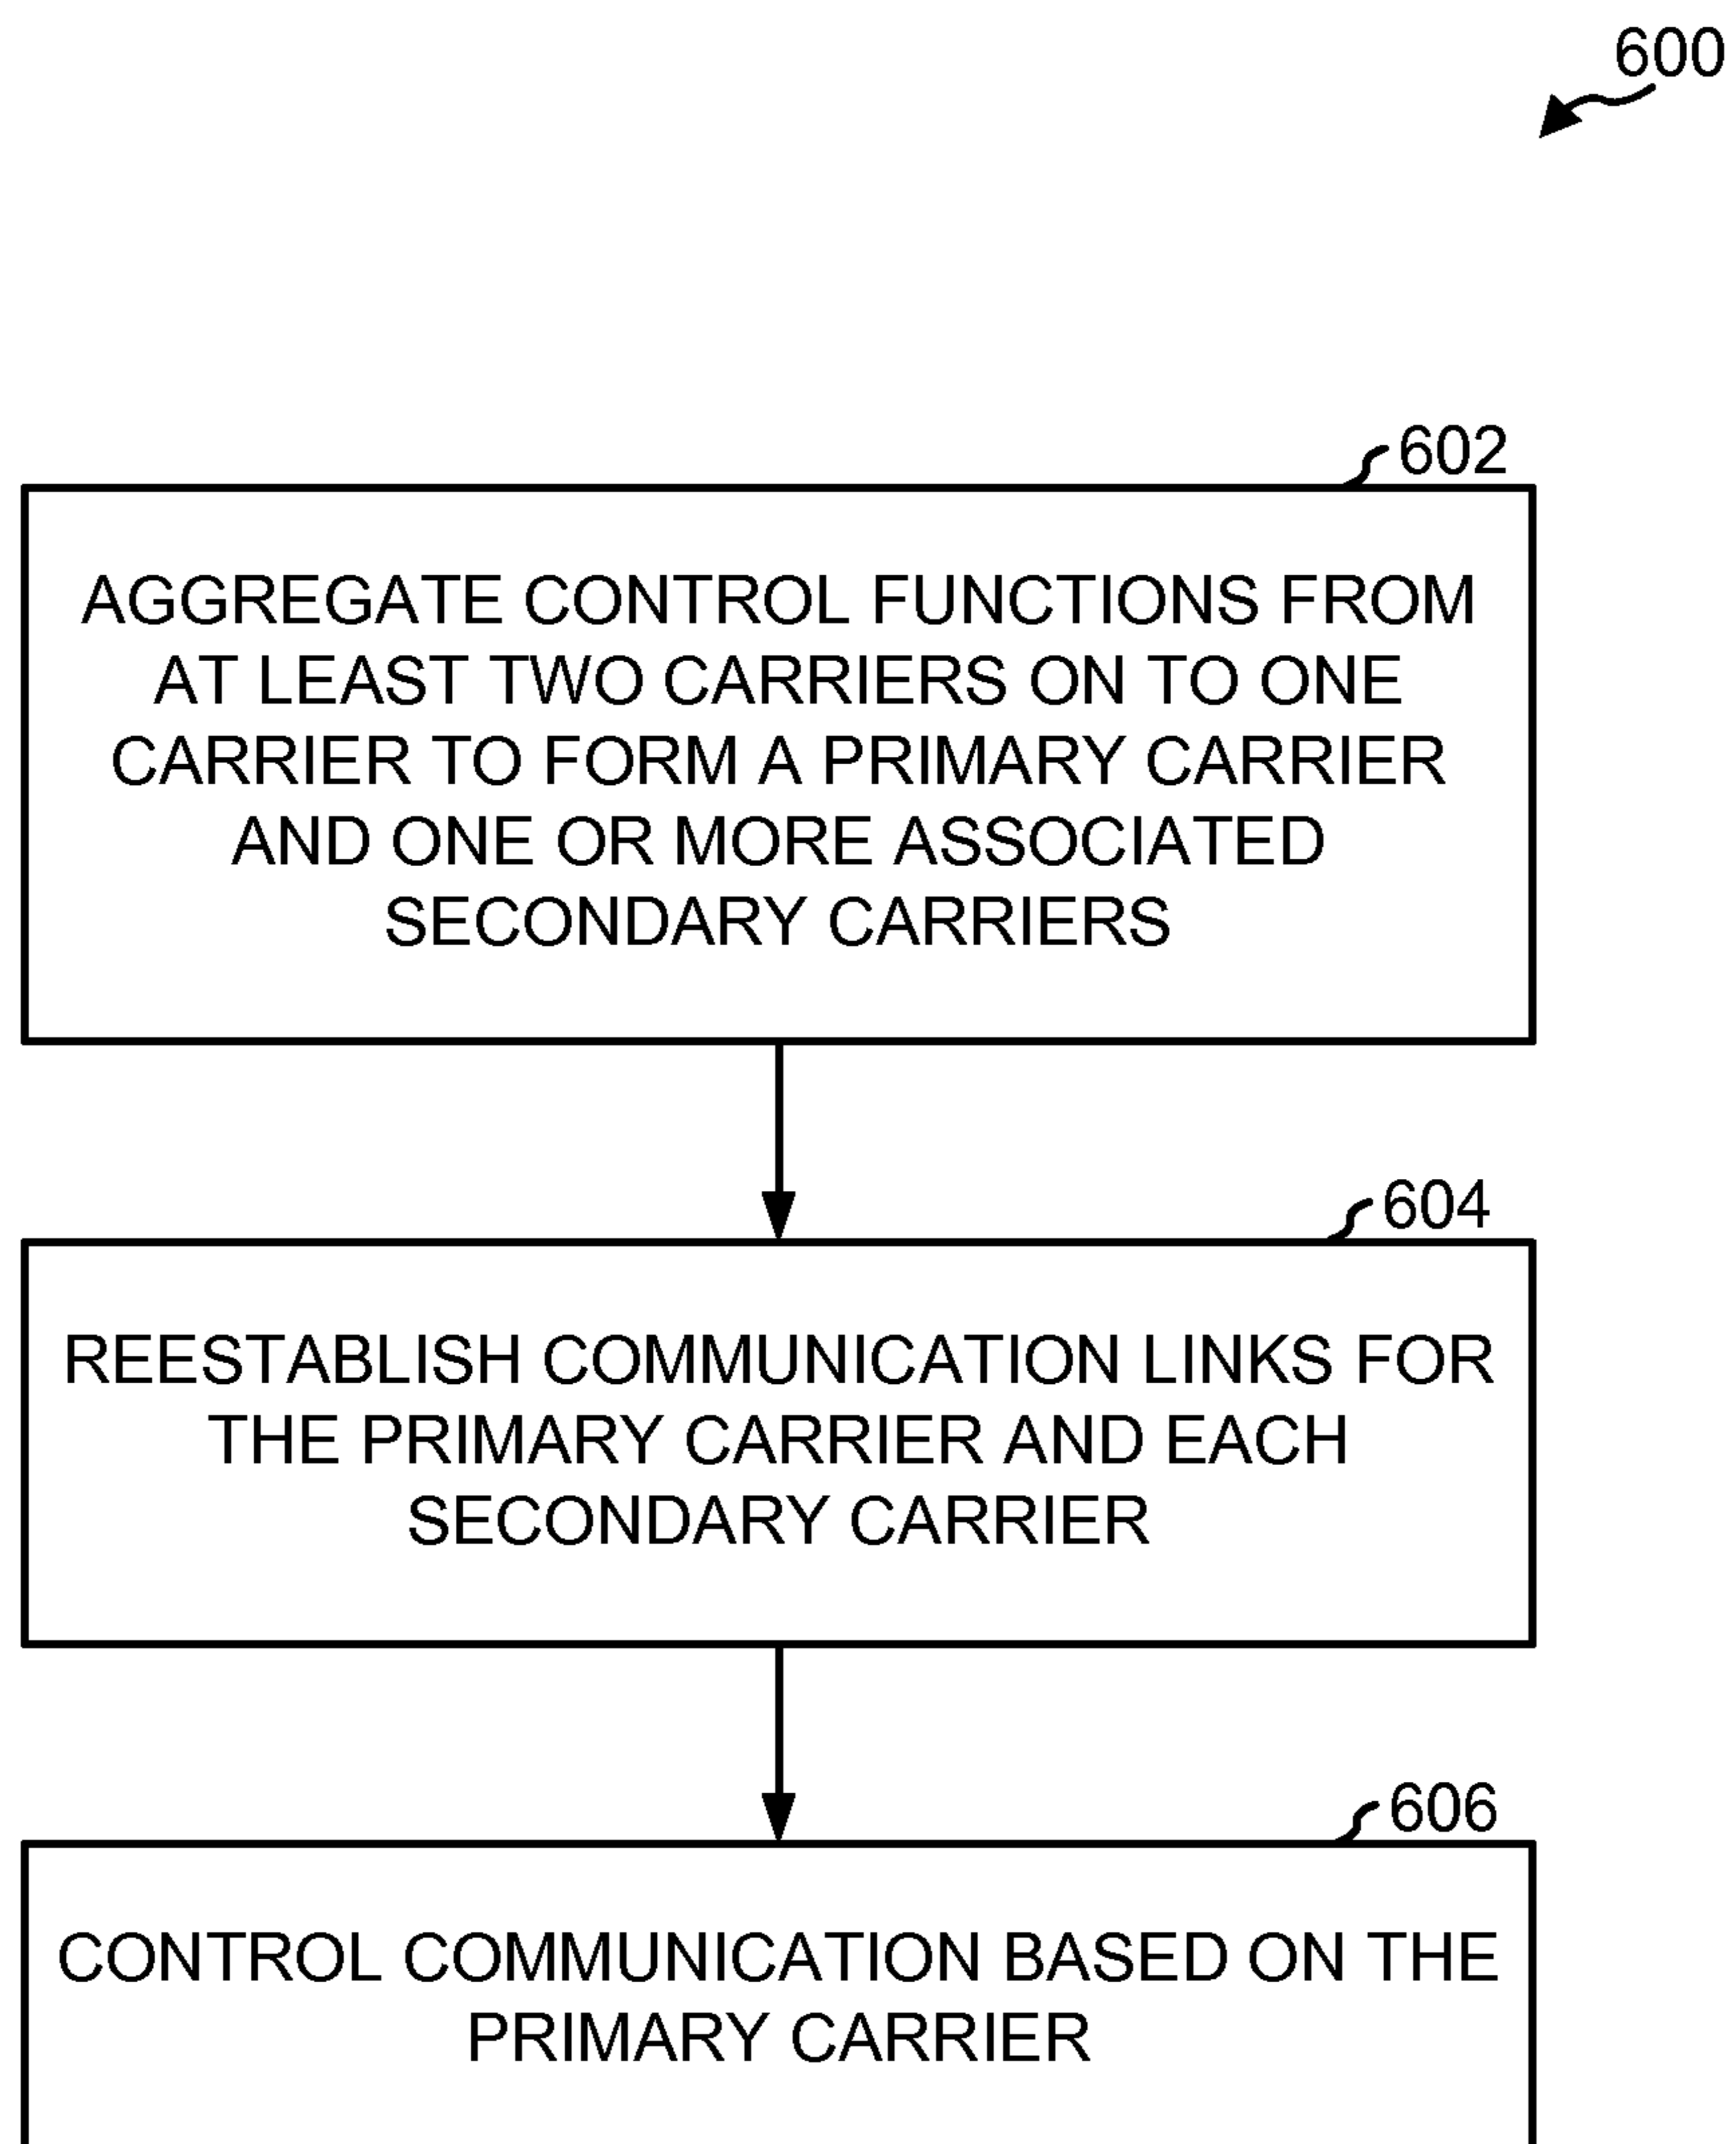 600
602
AGGREGATE CONTROL FUNCTIONS FROM
AT LEAST TWO CARRIERS ON TO ONE
CARRIER TO FORM A PRIMARY CARRIER
AND ONE OR MORE ASSOCIATED
SECONDARY CARRIERS
604
REESTABLISH COMMUNICATION LINKS FOR
THE PRIMARY CARRIER AND EACH
SECONDARY CARRIER
606
CONTROL COMMUNICATION BASED ON THE
PRIMARY CARRIER